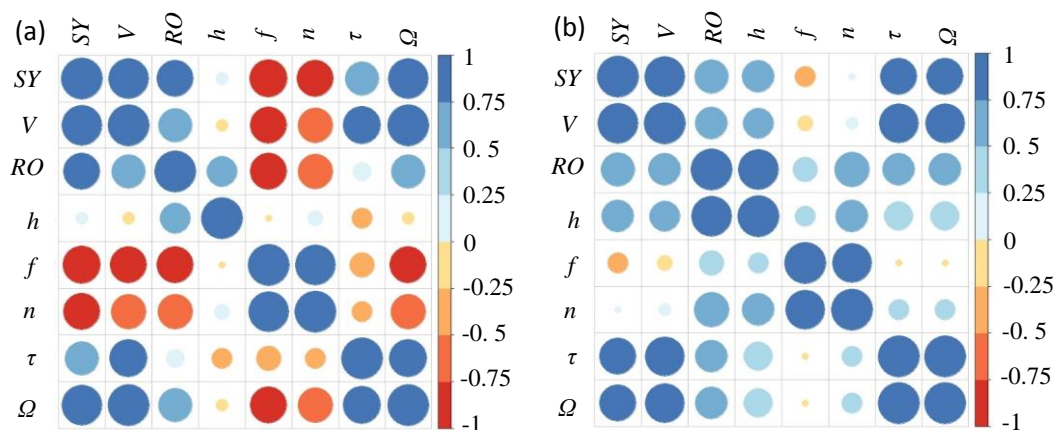 (a)
SY V RO h f n τ Ω
SY
V
RO
h
f
n
τ
Ω
1
0.75
0. 5
0.25
0
-0.25
-0. 5
-0.75
-1
(b)
SY V RO h f n τ Ω
SY
V
RO
h
f
n
τ
Ω
1
0.75
0. 5
0.25
0
-0.25
-0. 5
-0.75
-1